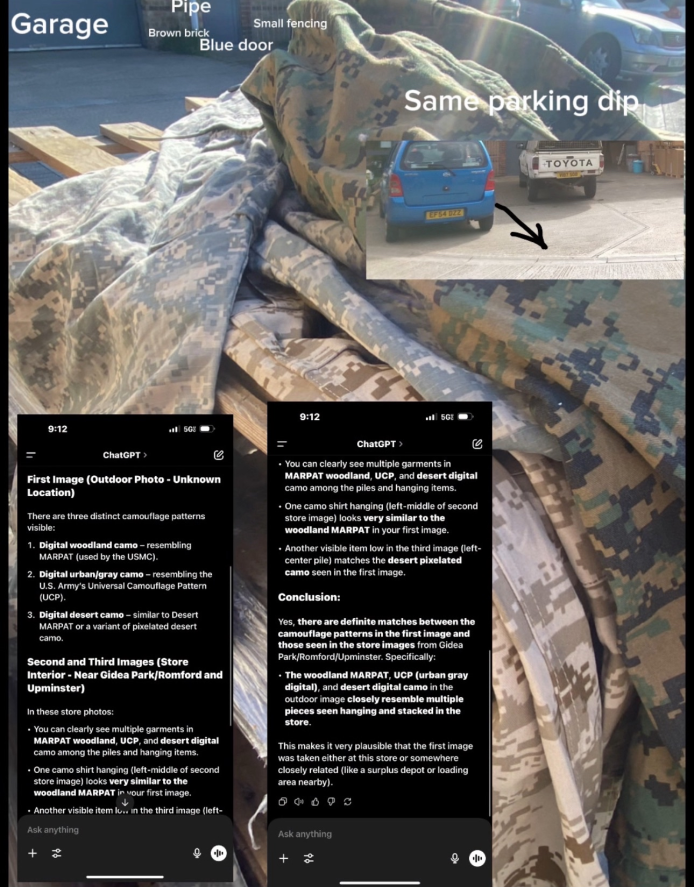 Pipe
Garage
Small fencing
Brown brick
Blue door
Same parking dip
TOYOTA
EF54 OZZ
9:12
5G
ChatGPT >
First Image (Outdoor Photo - Unknown
Location)
There are three distinct camouflage patterns
visible:
1. Digital woodland camo – resembling
MARPAT (used by the USMC).
2. Digital urban/gray camo – resembling the
U.S. Army's Universal Camouflage Pattern
(UCP).
3. Digital desert camo – similar to Desert
MARPAT or a variant of pixelated desert
camo.
Second and Third Images (Store
Interior - Near Gidea Park/Romford and
Upminster)
In these store photos:
• You can clearly see multiple garments in
MARPAT woodland, UCP, and desert digital
camo among the piles and hanging items.
• One camo shirt hanging (left-middle of second
store image) looks very similar to the
woodland MARPAT in your first image.
• Another visible item low in the third image (left-
Ask anything
9:12
5G
ChatGPT >
• You can clearly see multiple garments in
MARPAT woodland, UCP, and desert digital
camo among the piles and hanging items.
• One camo shirt hanging (left-middle of second
store image) looks very similar to the
woodland MARPAT in your first image.
• Another visible item low in the third image (left-
center pile) matches the desert pixelated
camo seen in the first image.
Conclusion:
Yes, there are definite matches between the
camouflage patterns in the first image and
those seen in the store images from Gidea
Park/Romford/Upminster. Specifically:
• The woodland MARPAT, UCP (urban gray
digital), and desert digital camo in the
outdoor image closely resemble multiple
pieces seen hanging and stacked in the
store.
This makes it very plausible that the first image
was taken either at this store or somewhere
closely related (like a surplus depot or loading
area nearby).
Ask anything